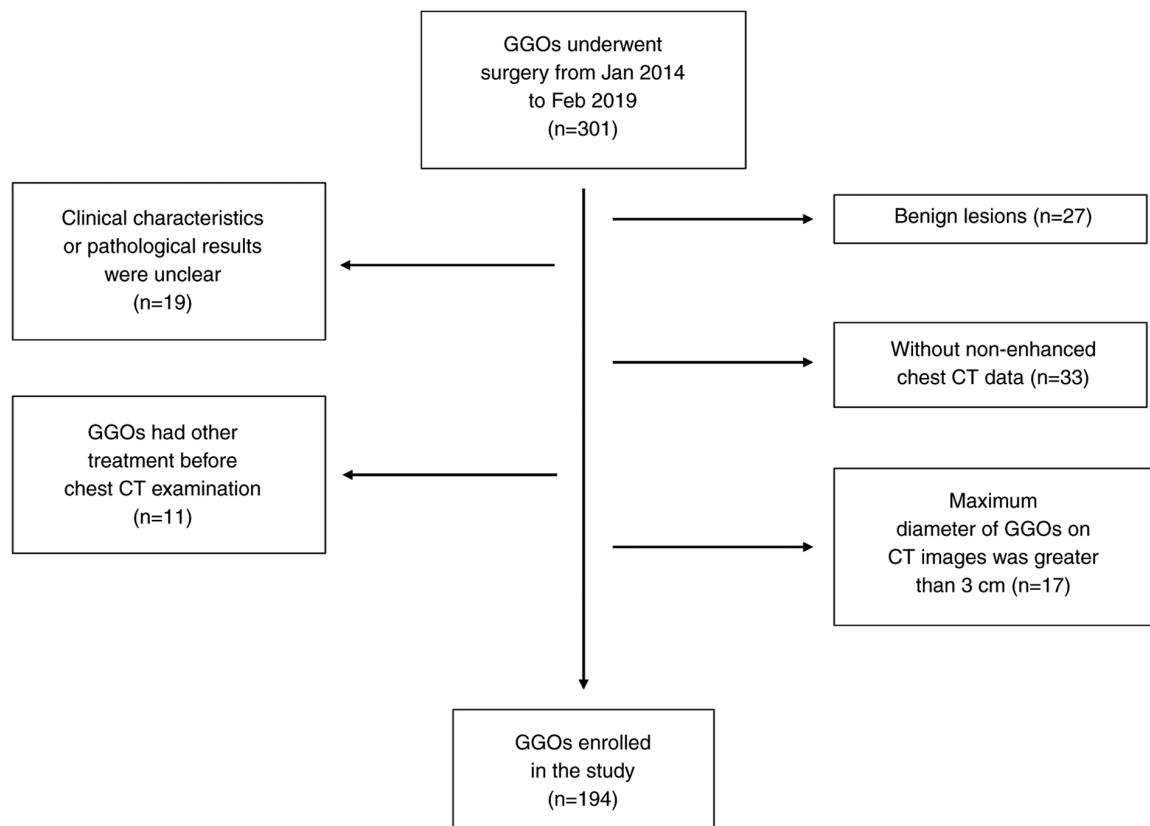 GGOs underwent
surgery from Jan 2014
to Feb 2019
(n=301)
Clinical characteristics
or pathological results
were unclear
(n=19)
Benign lesions (n=27)
Without non-enhanced
chest CT data (n=33)
GGOs had other
treatment before
chest CT examination
(n=11)
Maximum
diameter of GGOs on
CT images was greater
than 3 cm (n=17)
GGOs enrolled
in the study
(n=194)